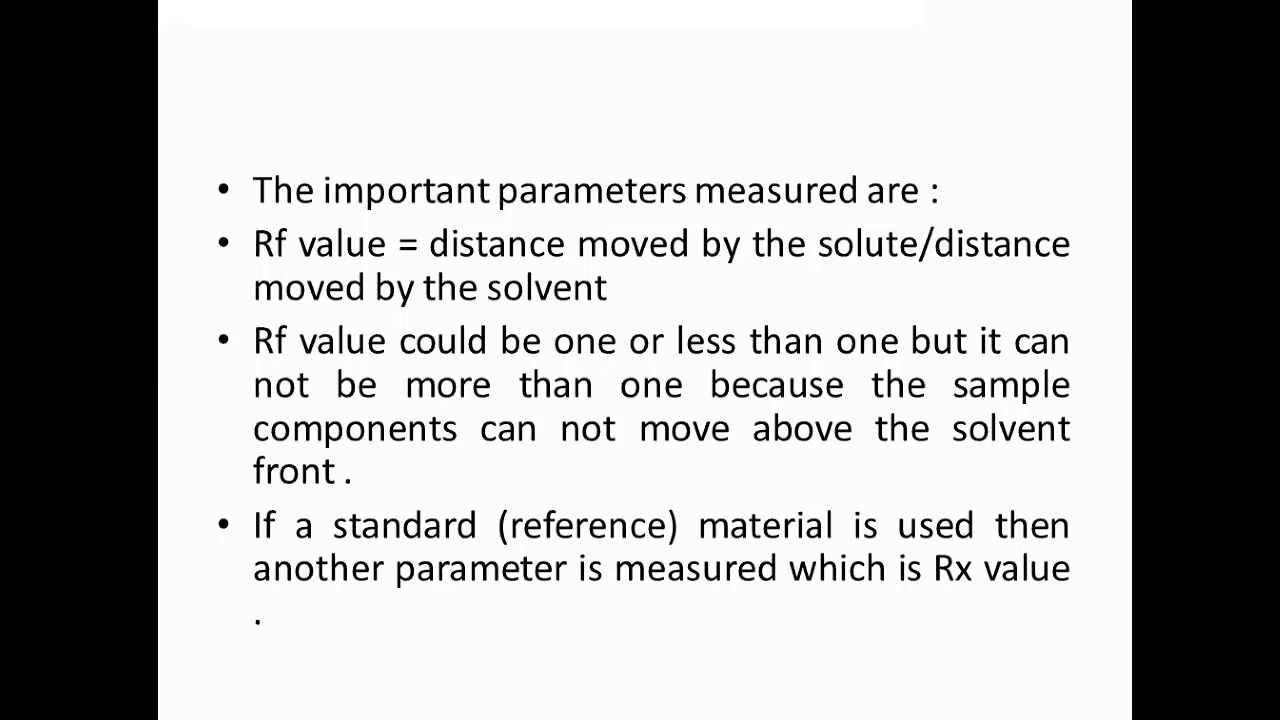 • The important parameters measured are :
• Rf value = distance moved by the solute/distance
moved by the solvent
• Rf value could be one or less than one but it can
not be more than one because the sample
components can not move above the solvent
front .
• If a standard (reference) material is used then
another parameter is measured which is Rx value
.